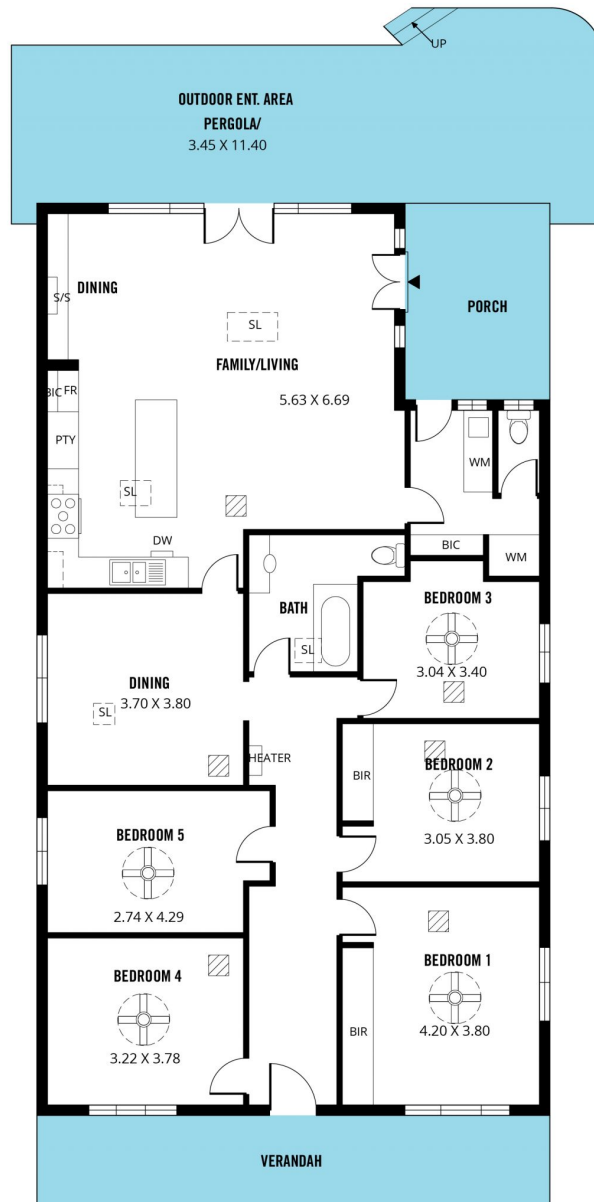 UP
OUTDOOR ENT. AREA
PERGOLA/
3.45 X 11.40
DINING
S/S
SL
PORCH
FAMILY/LIVING
5.63 X 6.69
BIC
FR
PTY
SL
WM
DW
BIC
WM
BATH
SL
BEDROOM 3
3.04 X 3.40
DINING
3.70 X 3.80
SL
HEATER
BIR
BEDROOM 2
3.05 X 3.80
BEDROOM 5
2.74 X 4.29
BEDROOM 4
3.22 X 3.78
BEDROOM 1
4.20 X 3.80
BIR
VERANDAH